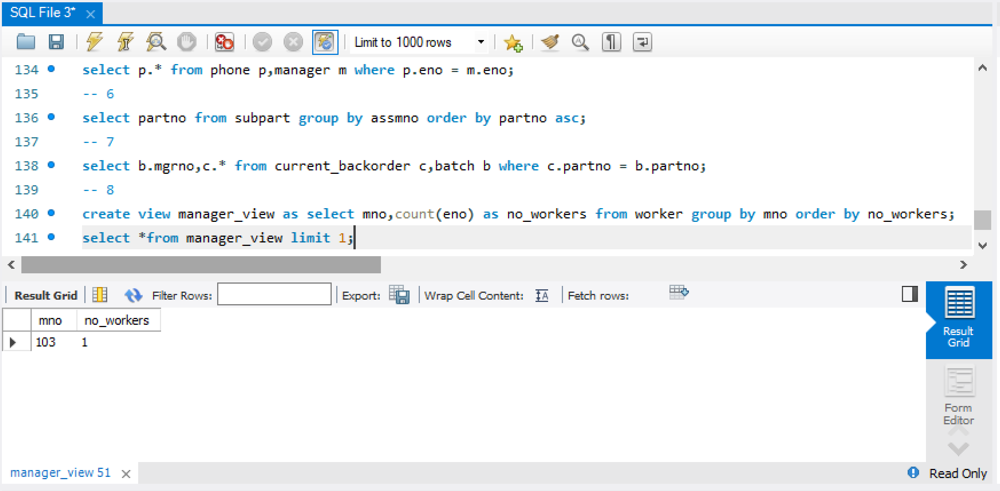 SQL File 3*
Limit to 1000 rows
134 select p.* from phone p,manager m where p.eno = m.eno;
135 -- 6
136 select partno from subpart group by assmno order by partno asc;
137 -- 7
138 select b.mgrno,c.* from current_backorder c,batch b where c.partno = b.partno;
139 -- 8
140 create view manager_view as select mno,count(eno) as no_workers from worker group by mno order by no_workers;
141 select *from manager_view limit 1;
Result Grid Filter Rows: Export: Wrap Cell Content: Fetch rows:
mno no_workers
103 1
Result
Grid
Form
Editor
manager_view 51
Read Only